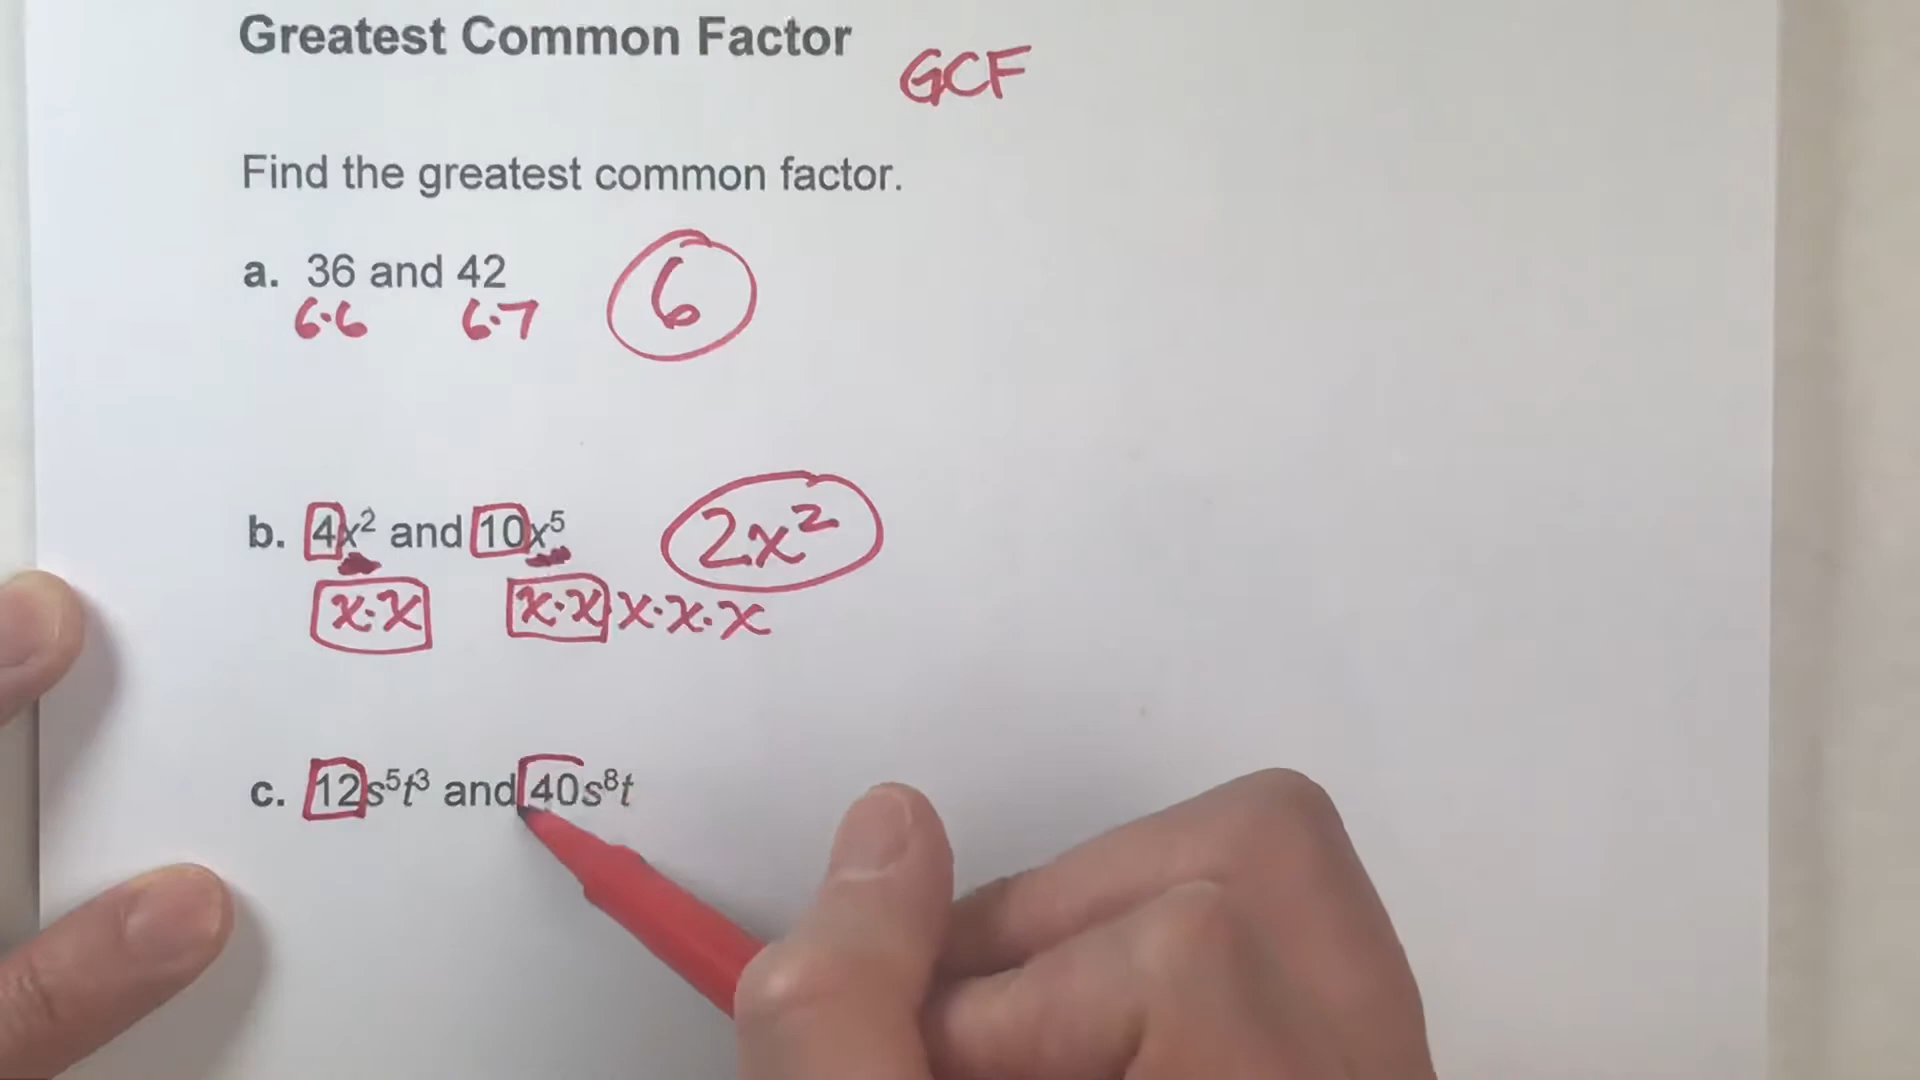 Greatest Common Factor GCF
Find the greatest common factor.
a. 36 and 42 6
6·6 6·7
b. 4x² and 10x⁵ 2x²
x·x x·x x·x·x
c. 12s⁵t³ and 40s⁸t